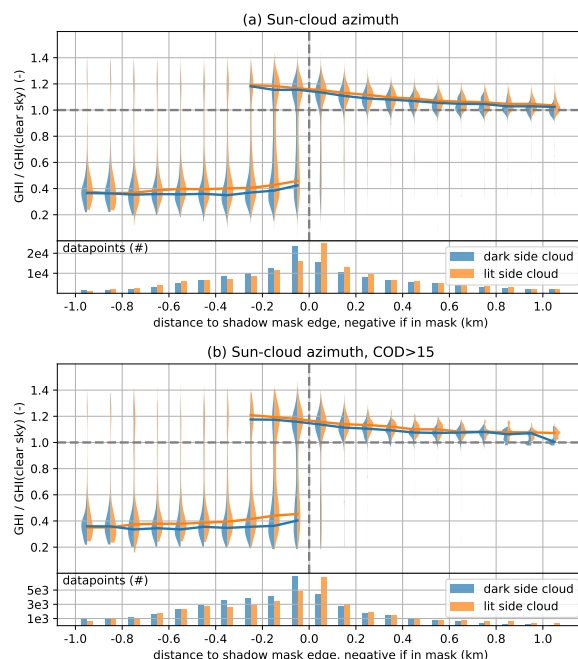 (a) Sun-cloud azimuth
GHI / GHI(clear sky) (-)
1.4
1.2
1.0
0.8
0.6
0.4
0.2
datapoints (#)
2e4
1e4
dark side cloud
lit side cloud
-1.0 -0.8 -0.6 -0.4 -0.2 0.0 0.2 0.4 0.6 0.8 1.0
distance to shadow mask edge, negative if in mask (km)
(b) Sun-cloud azimuth, COD>15
GHI / GHI(clear sky) (-)
1.4
1.2
1.0
0.8
0.6
0.4
0.2
datapoints (#)
5e3
3e3
1e3
dark side cloud
lit side cloud
-1.0 -0.8 -0.6 -0.4 -0.2 0.0 0.2 0.4 0.6 0.8 1.0
distance to shadow mask edge, negative if in mask (km)